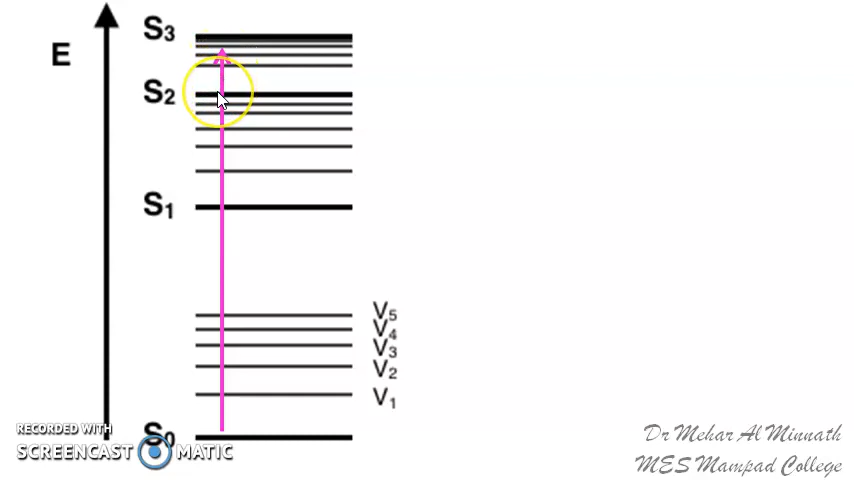 S₃
E
S₂
S₁
V₅
V₄
V₃
V₂
V₁
S₀
RECORDED WITH
SCREENCAST MATIC
Dr Mehar Al Minnath
MES Mampad College